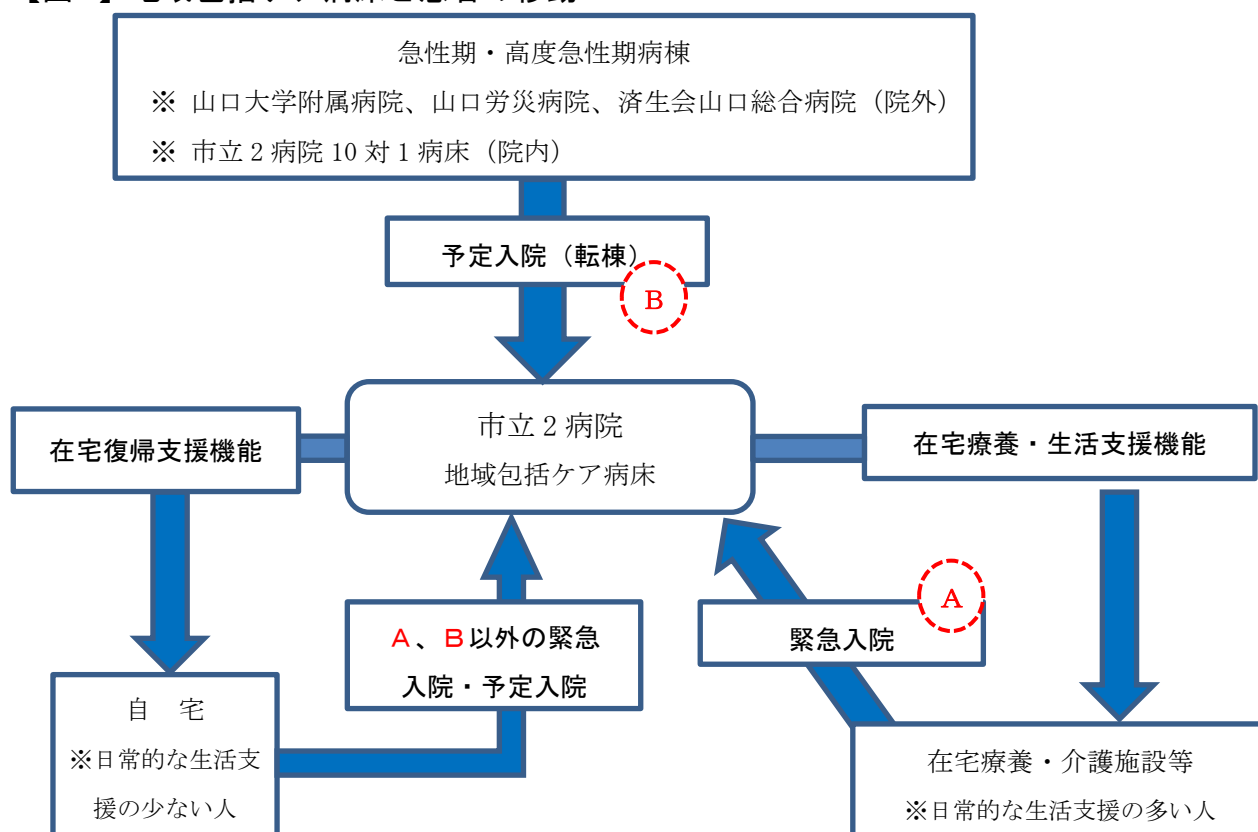 急性期・高度急性期病棟
※ 山口大学附属病院、山口労災病院、済生会山口総合病院（院外）
※ 市立２病院 10 対 1 病床（院内）
予定入院（転棟）
B
市立２病院
地域包括ケア病床
在宅復帰支援機能
在宅療養・生活支援機能
A
A、B以外の緊急
入院・予定入院
緊急入院
自　宅
※日常的な生活支
援の少ない人
在宅療養・介護施設等
※日常的な生活支援の多い人